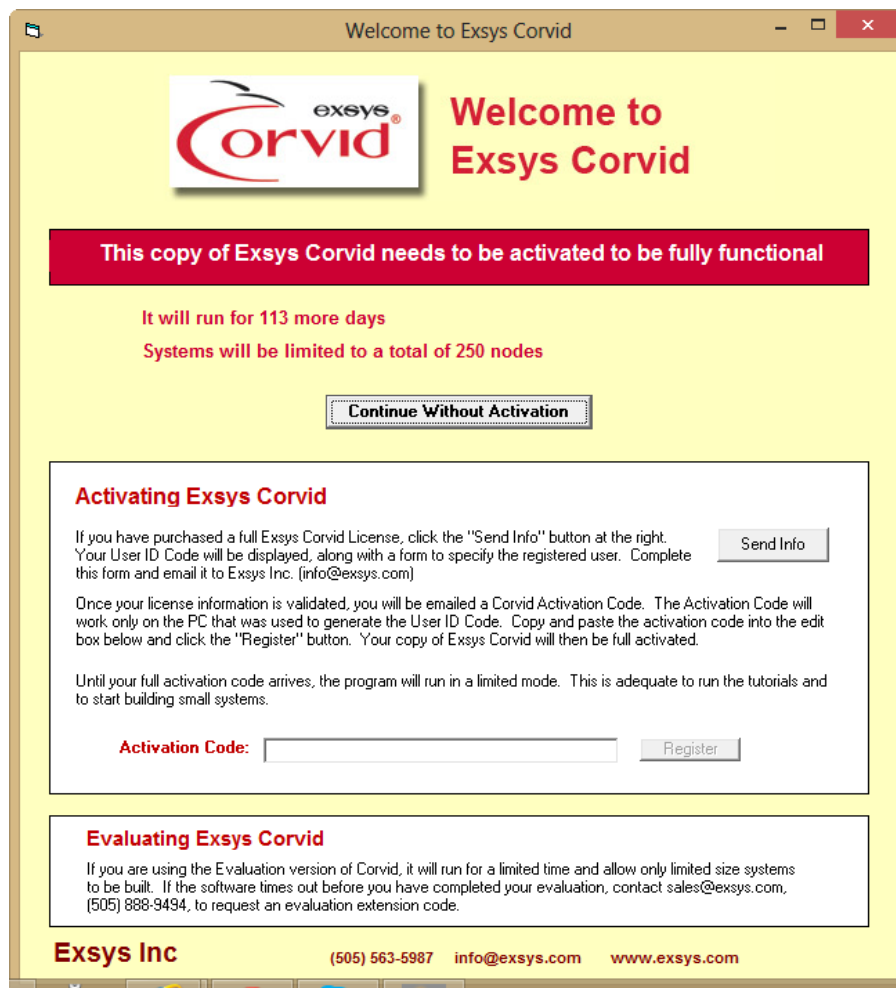 Welcome to Exsys Corvid
exsys
Corvid®
Welcome to
Exsys Corvid
This copy of Exsys Corvid needs to be activated to be fully functional
It will run for 113 more days
Systems will be limited to a total of 250 nodes
Continue Without Activation
Activating Exsys Corvid
If you have purchased a full Exsys Corvid License, click the "Send Info" button at the right.
Your User ID Code will be displayed, along with a form to specify the registered user. Complete
this form and email it to Exsys Inc. (info@exsys.com)
Send Info
Once your license information is validated, you will be emailed a Corvid Activation Code. The Activation Code will
work only on the PC that was used to generate the User ID Code. Copy and paste the activation code into the edit
box below and click the "Register" button. Your copy of Exsys Corvid will then be full activated.
Until your full activation code arrives, the program will run in a limited mode. This is adequate to run the tutorials and
to start building small systems.
Activation Code:
Register
Evaluating Exsys Corvid
If you are using the Evaluation version of Corvid, it will run for a limited time and allow only limited size systems
to be built. If the software times out before you have completed your evaluation, contact sales@exsys.com,
(505) 888-9494, to request an evaluation extension code.
Exsys Inc
(505) 563-5987 info@exsys.com www.exsys.com